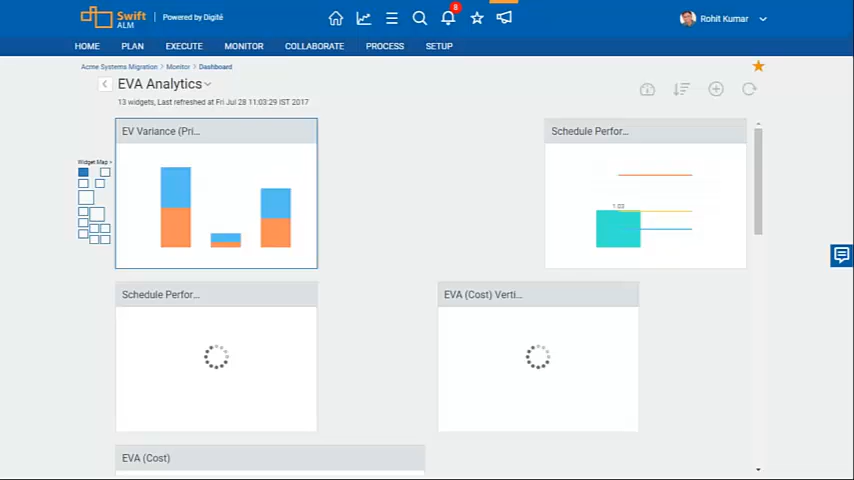 Swift
ALM
Powered by Digité
8
Rohit Kumar
HOME PLAN EXECUTE MONITOR COLLABORATE PROCESS SETUP
Acme Systems Migration > Monitor > Dashboard
EVA Analytics
13 widgets, Last refreshed at Fri Jul 28 11:03:29 IST 2017
Widget Map >
EV Variance (Pri...
Schedule Perfor...
Schedule Perfor...
EVA (Cost) Verti...
EVA (Cost)